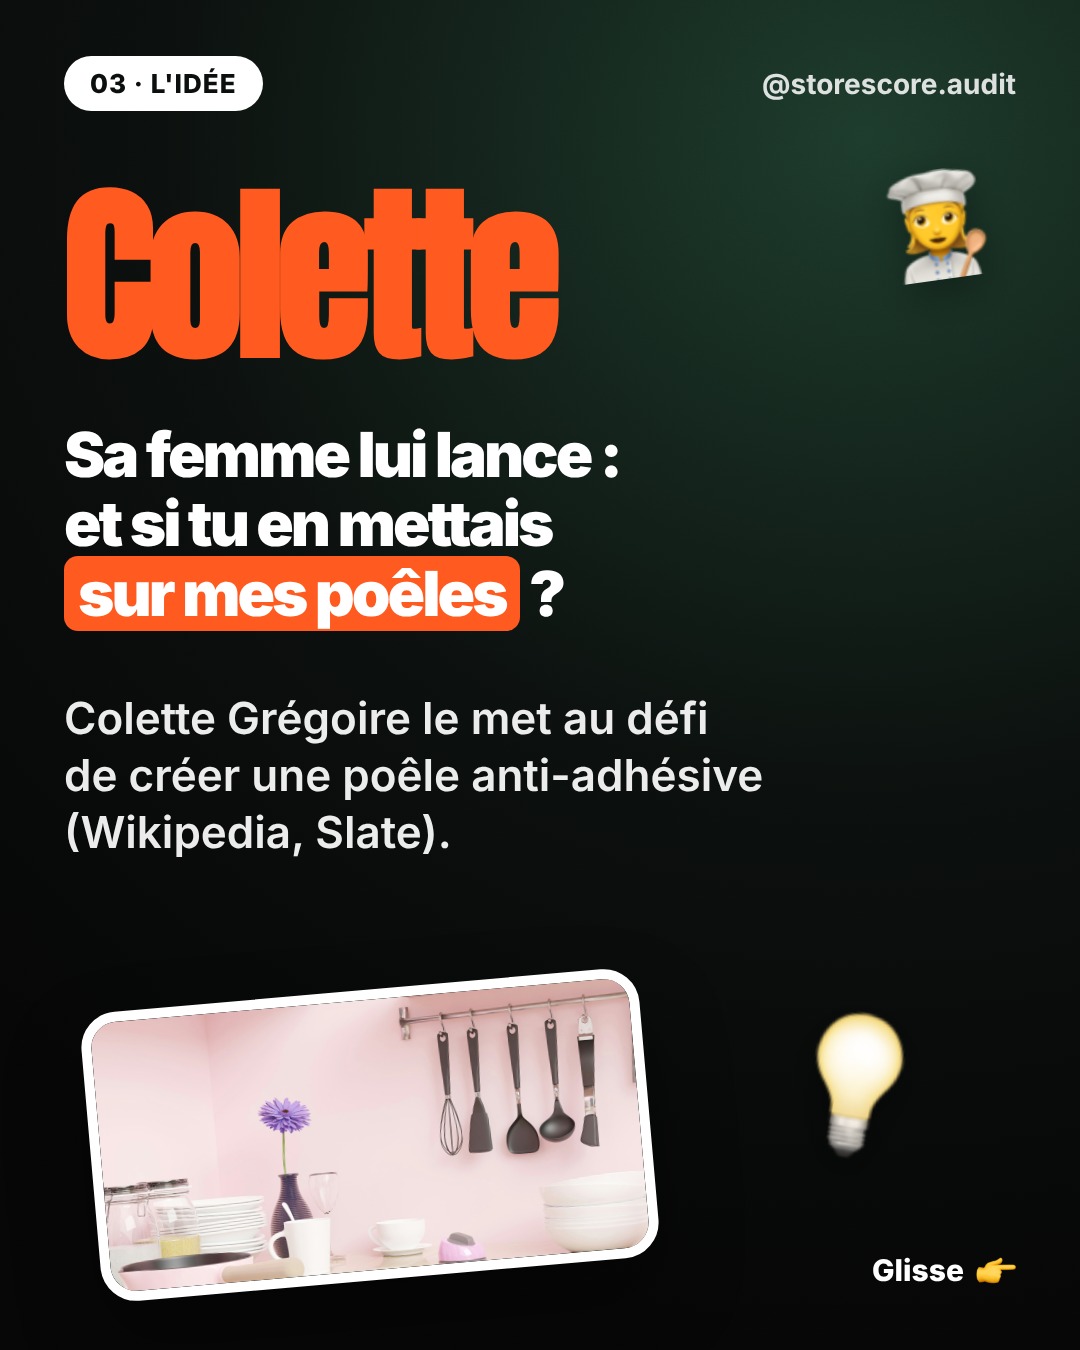 03 · L'IDÉE
@storescore.audit
Colette
Sa femme lui lance :
et si tu en mettais
sur mes poêles ?
Colette Grégoire le met au défi
de créer une poêle anti-adhésive
(Wikipedia, Slate).
Glisse 👉